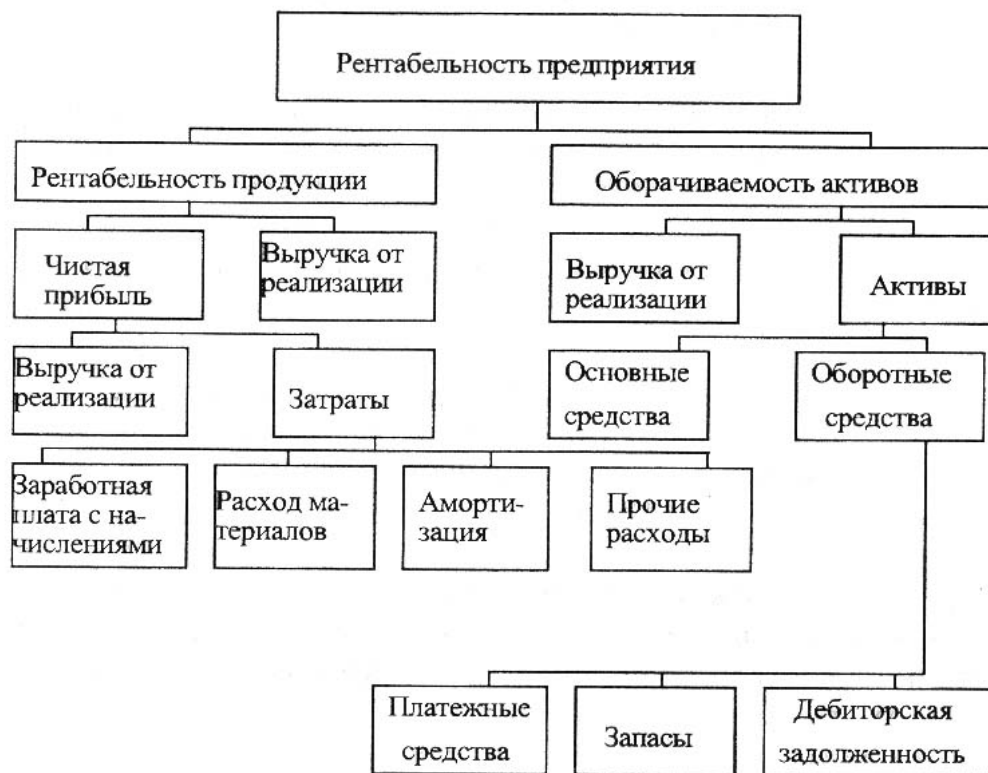 Рентабельность предприятия
Рентабельность продукции
Оборачиваемость активов
Чистая
прибыль
Выручка от
реализации
Выручка от
реализации
Активы
Выручка от
реализации
Затраты
Основные
средства
Оборотные
средства
Заработная
плата с на-
числениями
Расход ма-
териалов
Аморти-
зация
Прочие
расходы
Платежные
средства
Запасы
Дебиторская
задолженность